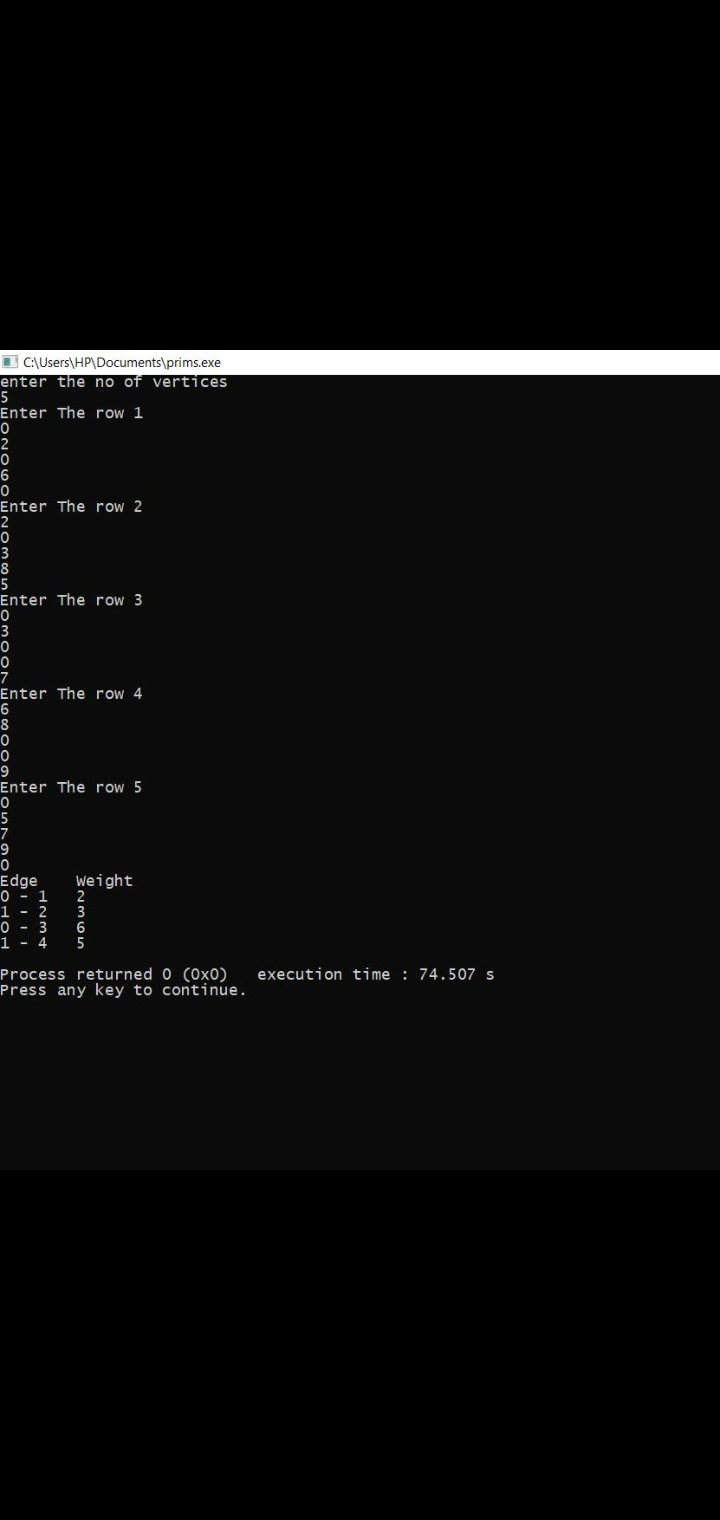 C:\Users\HP\Documents\prims.exe
enter the no of vertices
5
Enter The row 1
0
2
0
6
0
Enter The row 2
2
0
3
8
5
Enter The row 3
0
3
0
0
7
Enter The row 4
6
8
0
0
9
Enter The row 5
0
5
7
9
0
Edge    Weight
0 - 1   2
1 - 2   3
0 - 3   6
1 - 4   5
Process returned 0 (0x0)   execution time : 74.507 s
Press any key to continue.